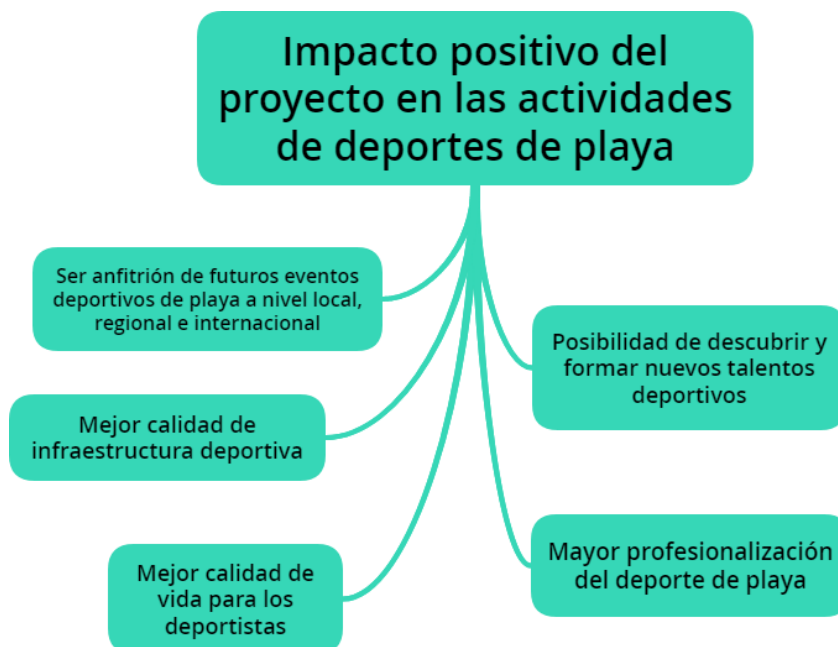 Impacto positivo del
proyecto en las actividades
de deportes de playa
Ser anfitrión de futuros eventos
deportivos de playa a nivel local,
regional e internacional
Mejor calidad de
infraestructura deportiva
Mejor calidad de
vida para los
deportistas
Posibilidad de descubrir y
formar nuevos talentos
deportivos
Mayor profesionalización
del deporte de playa